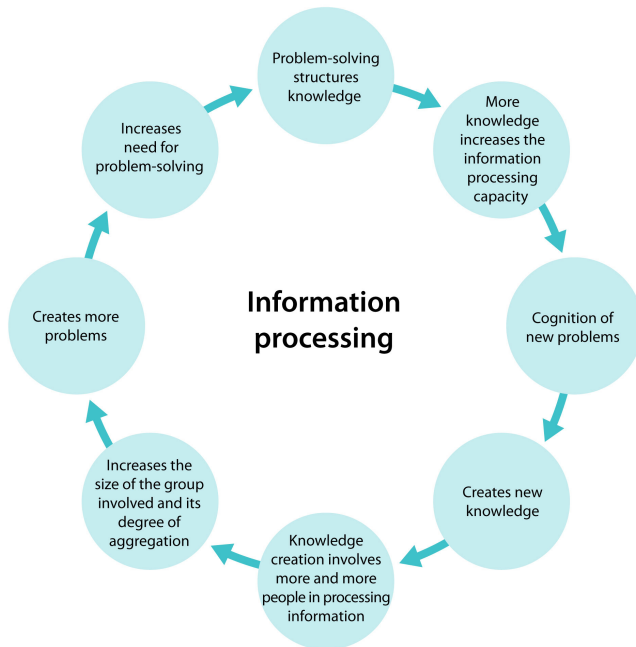 Problem-solving
structures
knowledge
More
knowledge
increases the
information
processing
capacity
Cognition of
new problems
Creates new
knowledge
Knowledge
creation involves
more and more
people in processing
information
Increases the
size of the group
involved and its
degree of
aggregation
Creates more
problems
Increases
need for
problem-solving
Information
processing